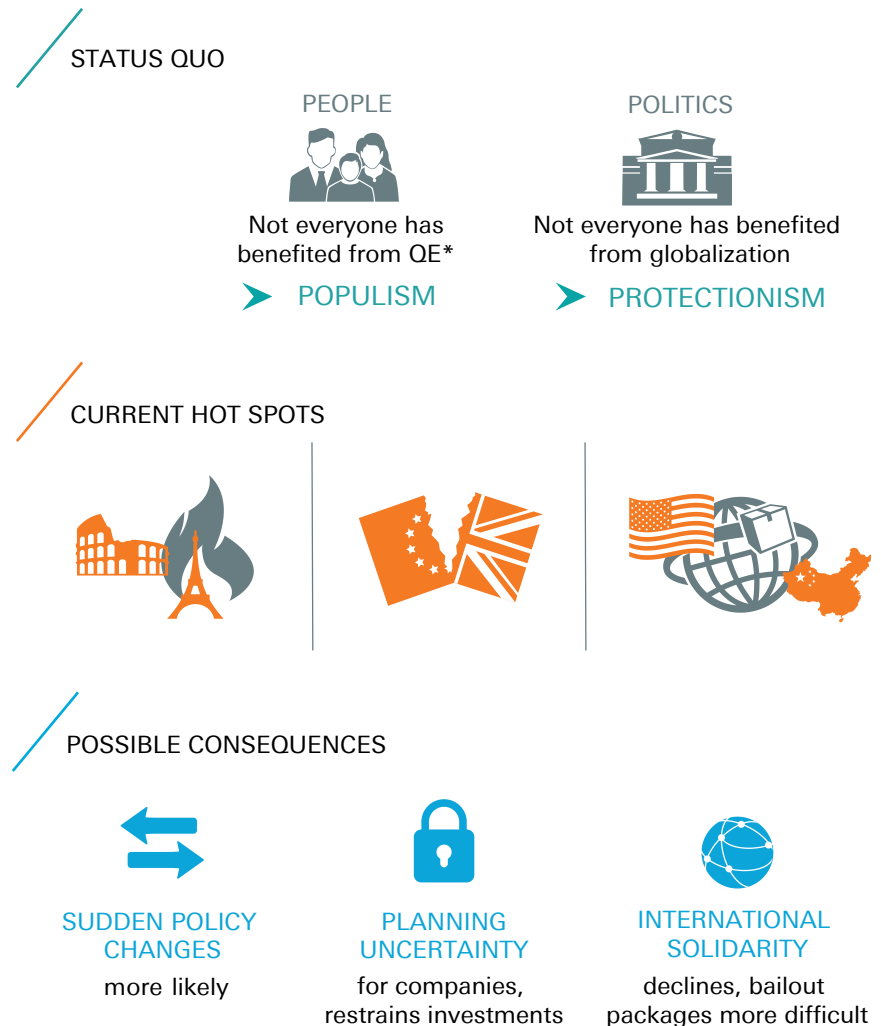 STATUS QUO
PEOPLE
Not everyone has
benefited from QE*
POPULISM
POLITICS
Not everyone has benefited
from globalization
PROTECTIONISM
CURRENT HOT SPOTS
POSSIBLE CONSEQUENCES
SUDDEN POLICY
CHANGES
more likely
PLANNING
UNCERTAINTY
for companies,
restrains investments
INTERNATIONAL
SOLIDARITY
declines, bailout
packages more difficult